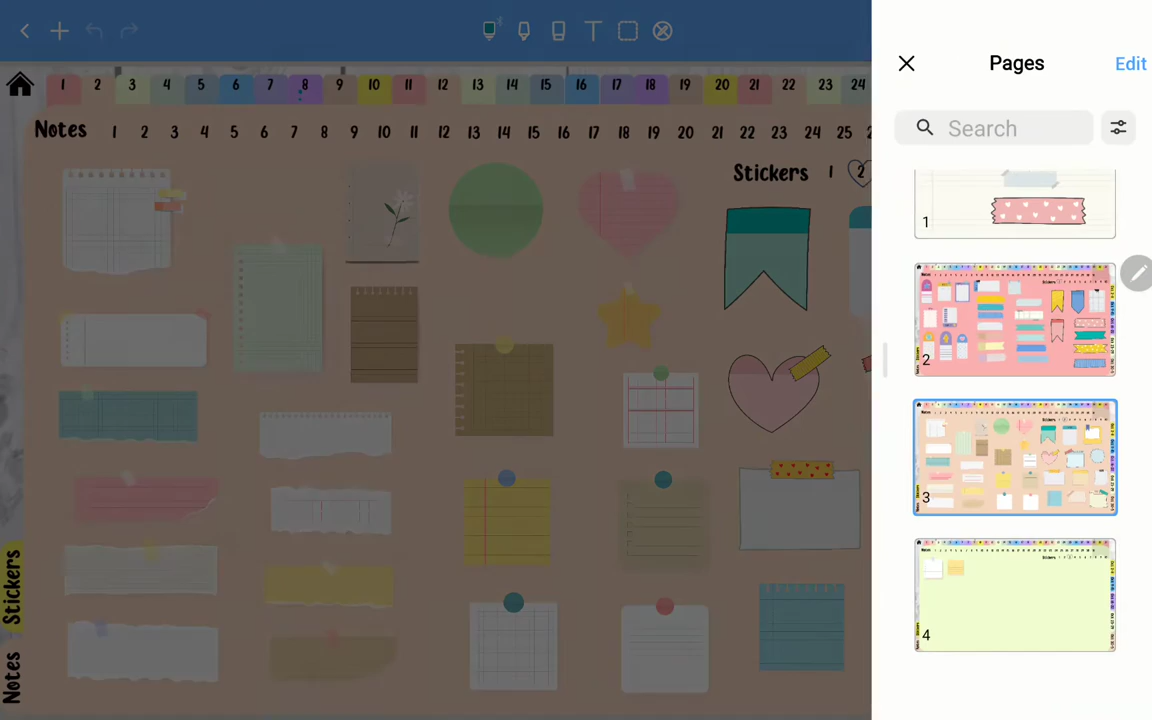 1 2 3 4 5 6 7 8 9 10 11 12 13 14 15 16 17 18 19 20 21 22 23 24
Notes 1 2 3 4 5 6 7 8 9 10 11 12 13 14 15 16 17 18 19 20 21 22 23 24 25
Stickers 1 2
Stickers
Notes
Pages
Edit
Search
1
2
3
4